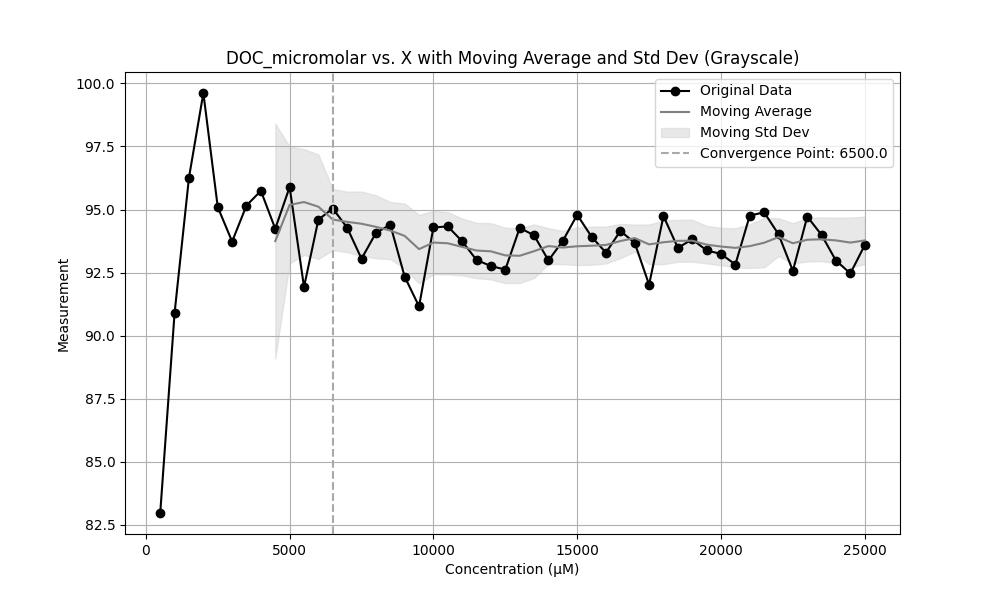 DOC_micromolar vs. X with Moving Average and Std Dev (Grayscale)
Original Data
Moving Average
Moving Std Dev
Convergence Point: 6500.0
Measurement
100.0
97.5
95.0
92.5
90.0
87.5
85.0
82.5
0 5000 10000 15000 20000 25000
Concentration (μM)